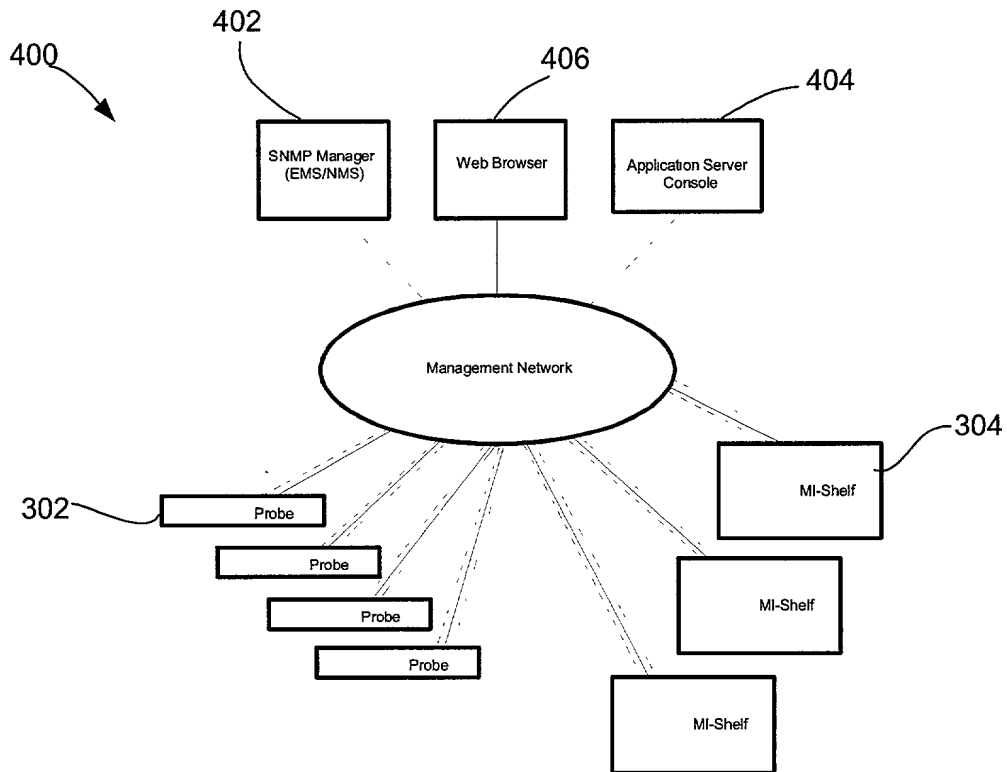 402
400
406
404
SNMP Manager
(EMS/NMS)
Web Browser
Application Server
Console
Management Network
304
MI-Shelf
302
Probe
Probe
MI-Shelf
Probe
Probe
MI-Shelf